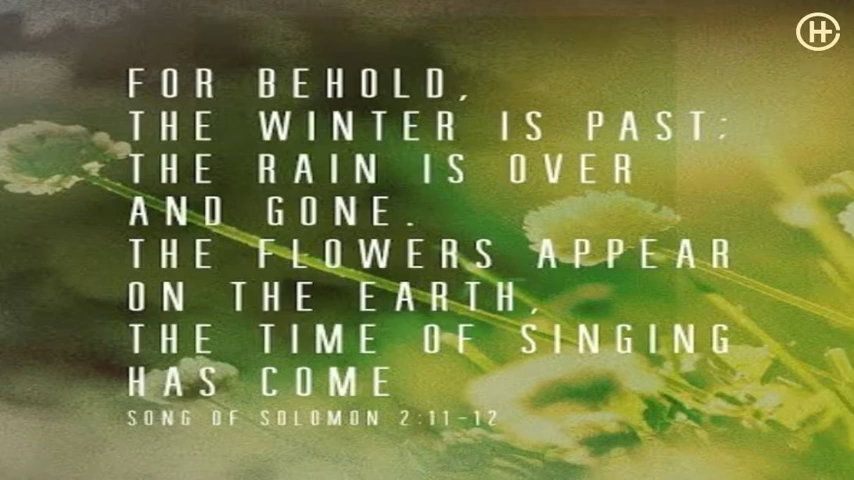 FOR BEHOLD,
THE WINTER IS PAST;
THE RAIN IS OVER
AND GONE.
THE FLOWERS APPEAR
ON THE EARTH,
THE TIME OF SINGING
HAS COME
SONG OF SOLOMON 2:11-12